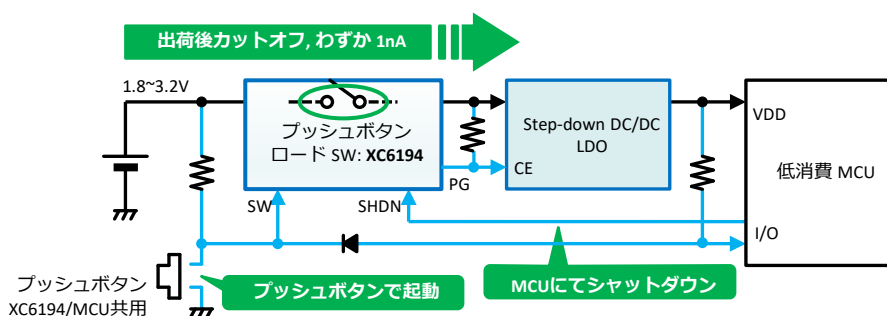 出荷後カットオフ, わずか 1nA
1.8~3.2V
プッシュボタン
ロード SW: XC6194
Step-down DC/DC
LDO
VDD
低消費 MCU
CE
PG
SW
SHDN
I/O
プッシュボタン
XC6194/MCU共用
プッシュボタンで起動
MCUにてシャットダウン